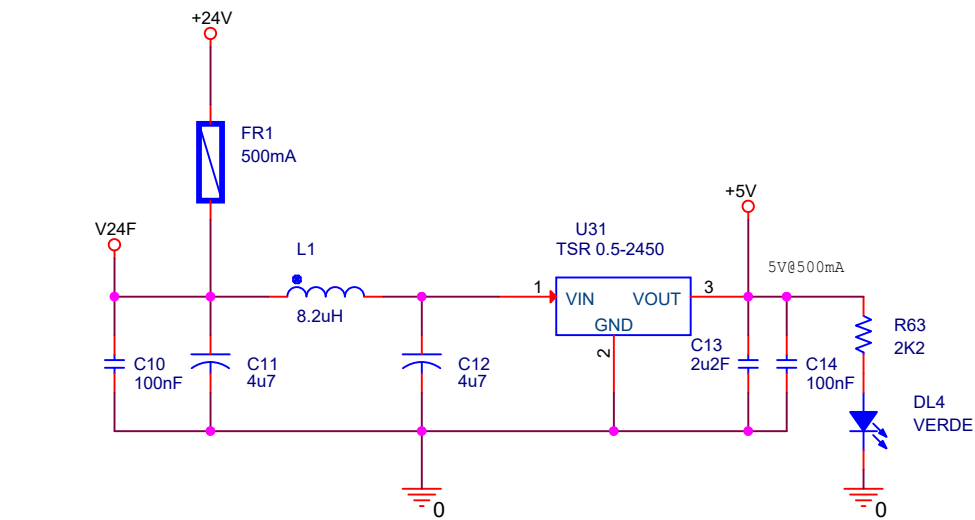 +24V
FR1
500mA
+5V
V24F
L1
U31
TSR 0.5-2450
5V@500mA
8.2uH
1
VIN
VOUT
3
GND
2
R63
2K2
C10
100nF
C11
4u7
C12
4u7
C13
2u2F
C14
100nF
DL4
VERDE
0
0